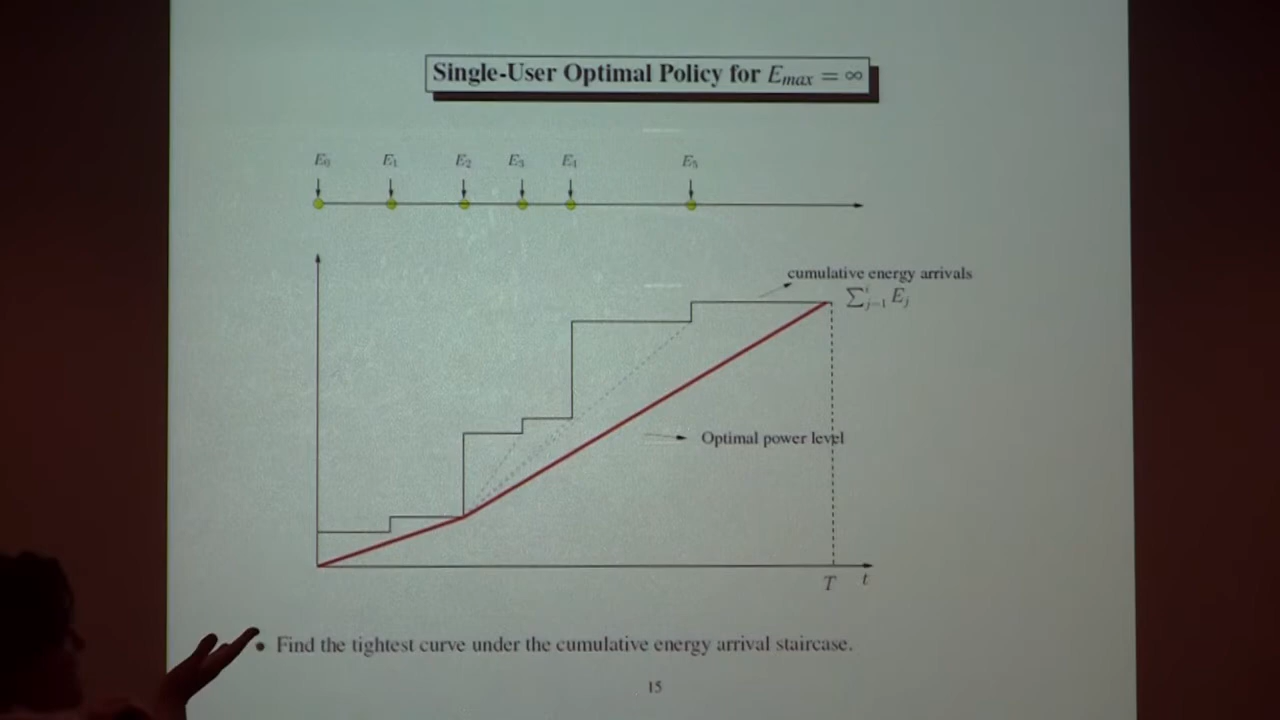 Single-User Optimal Policy for E_max = ∞
E_0 E_1 E_2 E_3 E_4 E_5
cumulative energy arrivals
∑_{j=1}^{i} E_j
Optimal power level
T t
• Find the tightest curve under the cumulative energy arrival staircase.
15